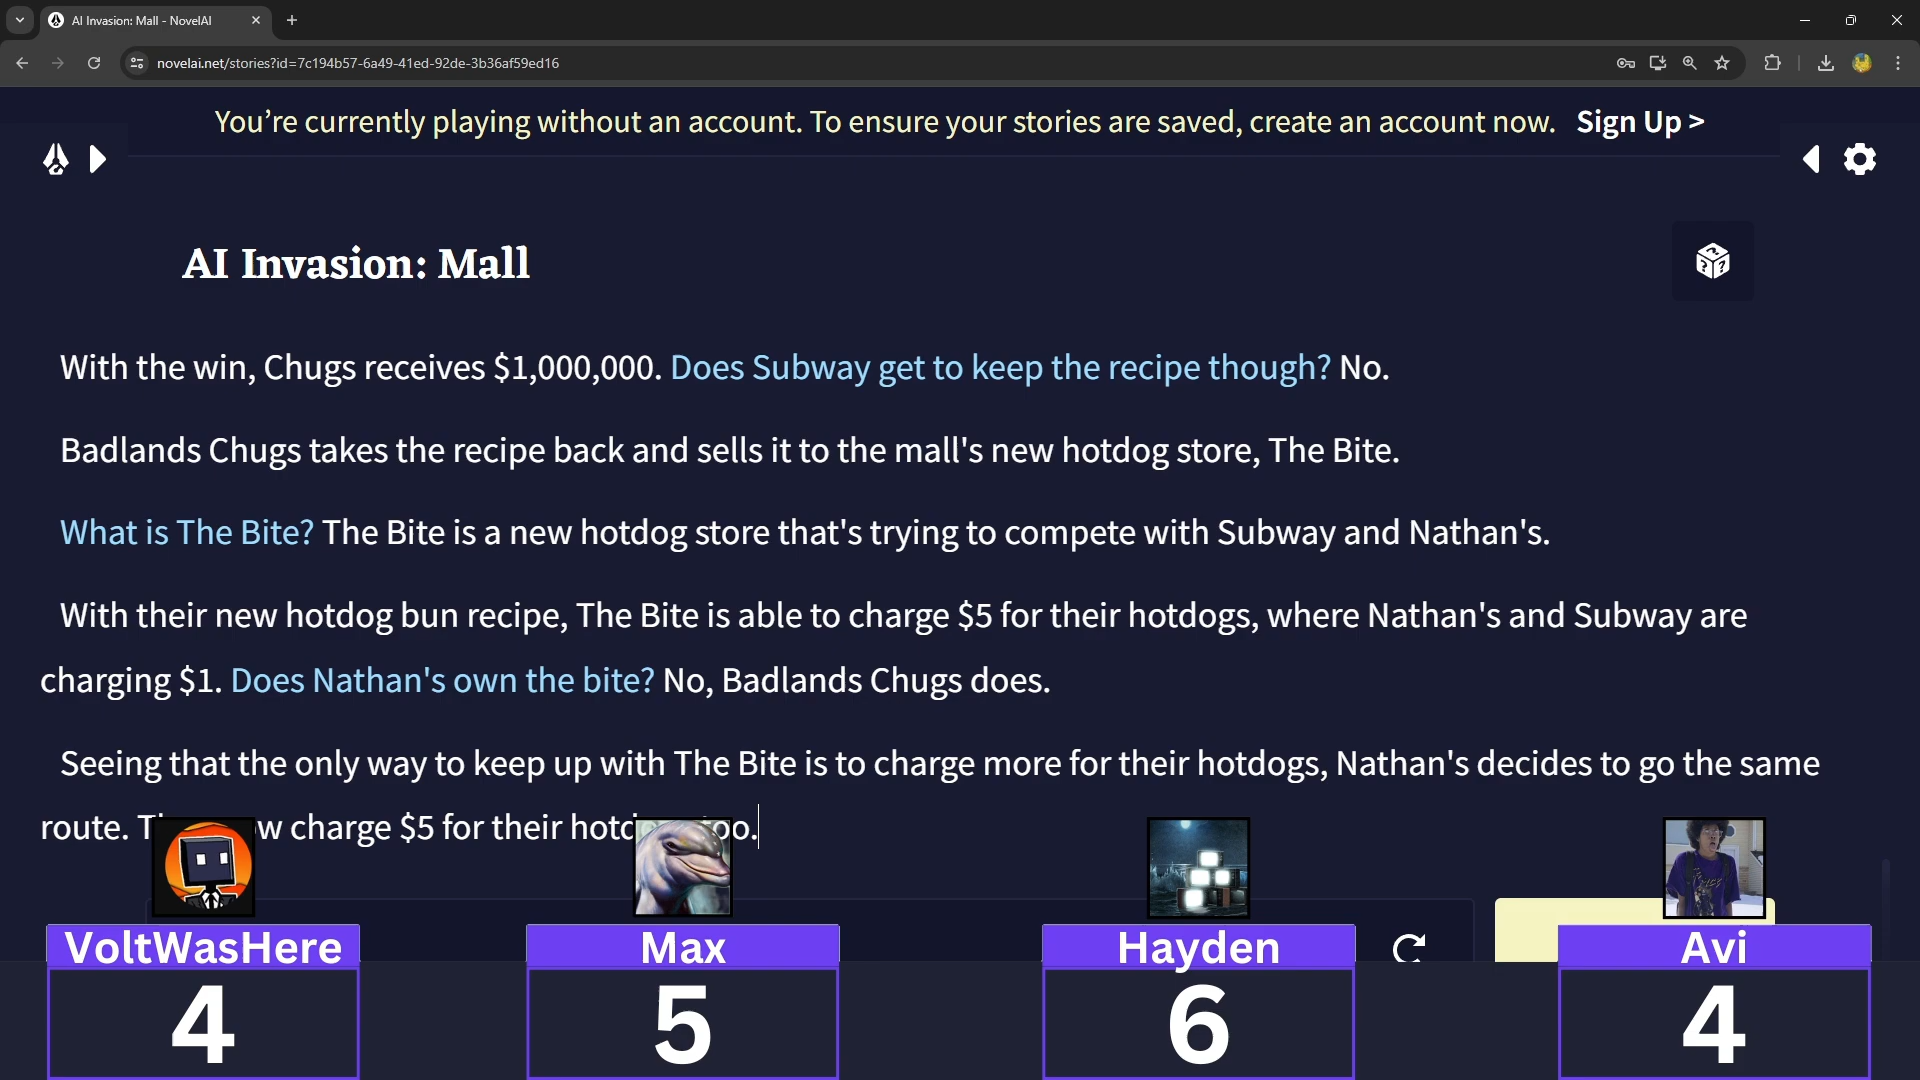 AI Invasion: Mall - NovelAI
novelai.net/stories?id=7c194b57-6a49-41ed-92de-3b36af59ed16
You’re currently playing without an account. To ensure your stories are saved, create an account now. Sign Up >
AI Invasion: Mall
With the win, Chugs receives $1,000,000. Does Subway get to keep the recipe though? No.
Badlands Chugs takes the recipe back and sells it to the mall's new hotdog store, The Bite.
What is The Bite? The Bite is a new hotdog store that's trying to compete with Subway and Nathan's.
With their new hotdog bun recipe, The Bite is able to charge $5 for their hotdogs, where Nathan's and Subway are
charging $1. Does Nathan's own the bite? No, Badlands Chugs does.
Seeing that the only way to keep up with The Bite is to charge more for their hotdogs, Nathan's decides to go the same
route. charge $5 for their
VoltWasHere
Max
Hayden
Avi
4
5
6
4